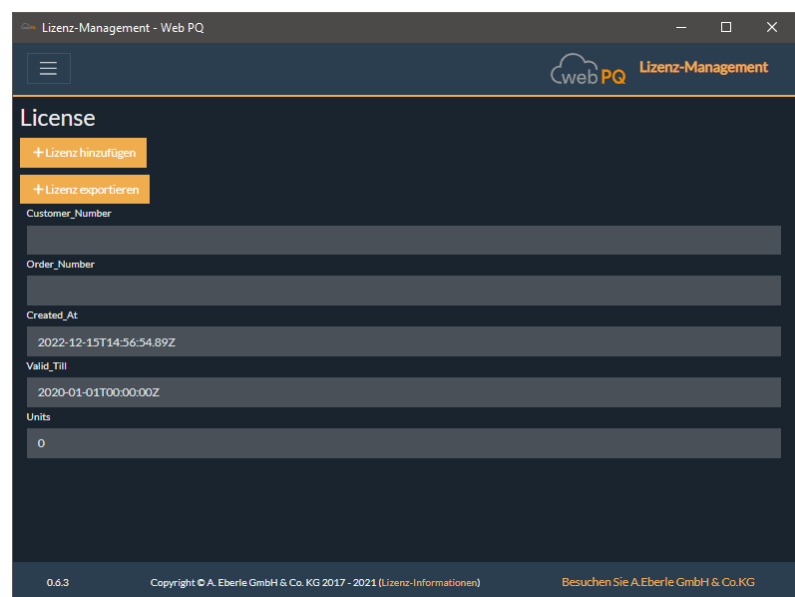 Lizenz-Management - Web PQ
web PQ Lizenz-Management
License
+ Lizenz hinzufügen
+ Lizenz exportieren
Customer_Number
Order_Number
Created_At
2022-12-15T14:56:54.89Z
Valid_Till
2020-01-01T00:00:00Z
Units
0
0.6.3 Copyright © A. Eberle GmbH & Co. KG 2017 - 2021 (Lizenz-Informationen) Besuchen Sie A.Eberle GmbH & Co.KG